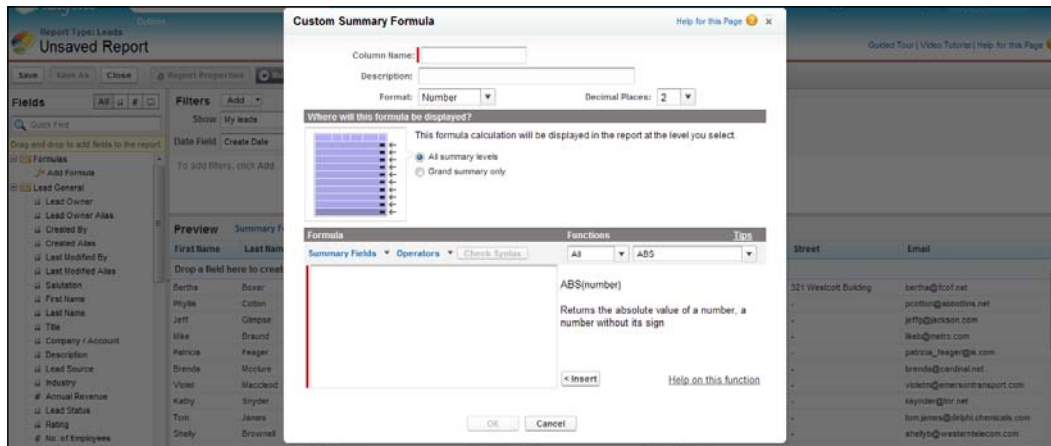 Report Type: Leads
Unsaved Report
Guided Tour | Video Tutorial | Help for this Page
Save Save As Close Report Properties
Fields All
Quick Find
Drag and drop to add fields to the report
Formulas
Add Formula
Lead General
Lead Owner
Lead Owner Alias
Created By
Created Alias
Last Modified By
Last Modified Alias
Salutation
First Name
Last Name
Title
Company / Account
Description
Lead Source
Industry
# Annual Revenue
Lead Status
Rating
# No. of Employees
Filters Add
Show My leads
Date Field Create Date
To add filters, click Add.
Preview Summary
First Name Last Nam
Street Email
Drop a field here to creat
Bertha Boxer 321 Westcott Building bertha@fcof.net
Phyllis Cotton -
Jeff Glimpse - jeffg@jackson.com
Mike Braund -
Patricia Feager - patricia_feager@is.com
Brenda Mcclure - brenda@cardinal.net
Violet Maccleod - violetm@emersontransport.com
Kathy Snyder - ksynder@tnr.net
Tom James - tom.james@delphi.chemicals.com
Shelly Brownell - shellyb@westerntelecom.com
Custom Summary Formula
Help for this Page
Column Name:
Description:
Format: Number Decimal Places: 2
Where will this formula be displayed?
This formula calculation will be displayed in the report at the level you select.
All summary levels
Grand summary only
Formula Functions Tips
Summary Fields Operators Check Syntax All ABS
ABS(number)
Returns the absolute value of a number, a
number without its sign
< Insert Help on this function
OK Cancel